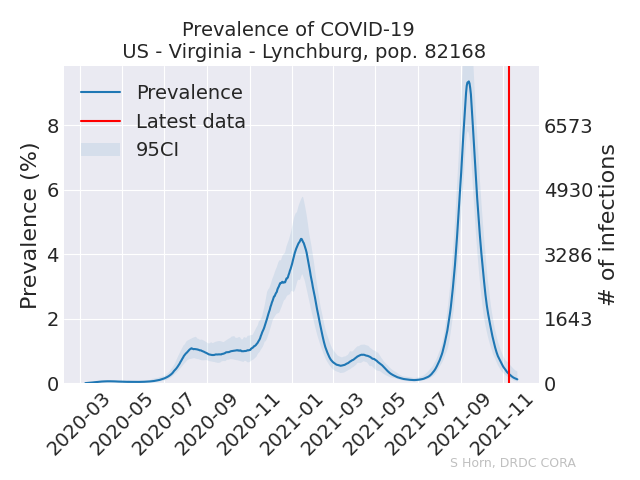 Prevalence of COVID-19
US - Virginia - Lynchburg, pop. 82168
Prevalence
Latest data
95CI
Prevalence (%)
8
6
4
2
0
6573
4930
3286
1643
0
# of infections
2020-03
2020-05
2020-07
2020-09
2020-11
2021-01
2021-03
2021-05
2021-07
2021-09
2021-11
S Horn, DRDC CORA